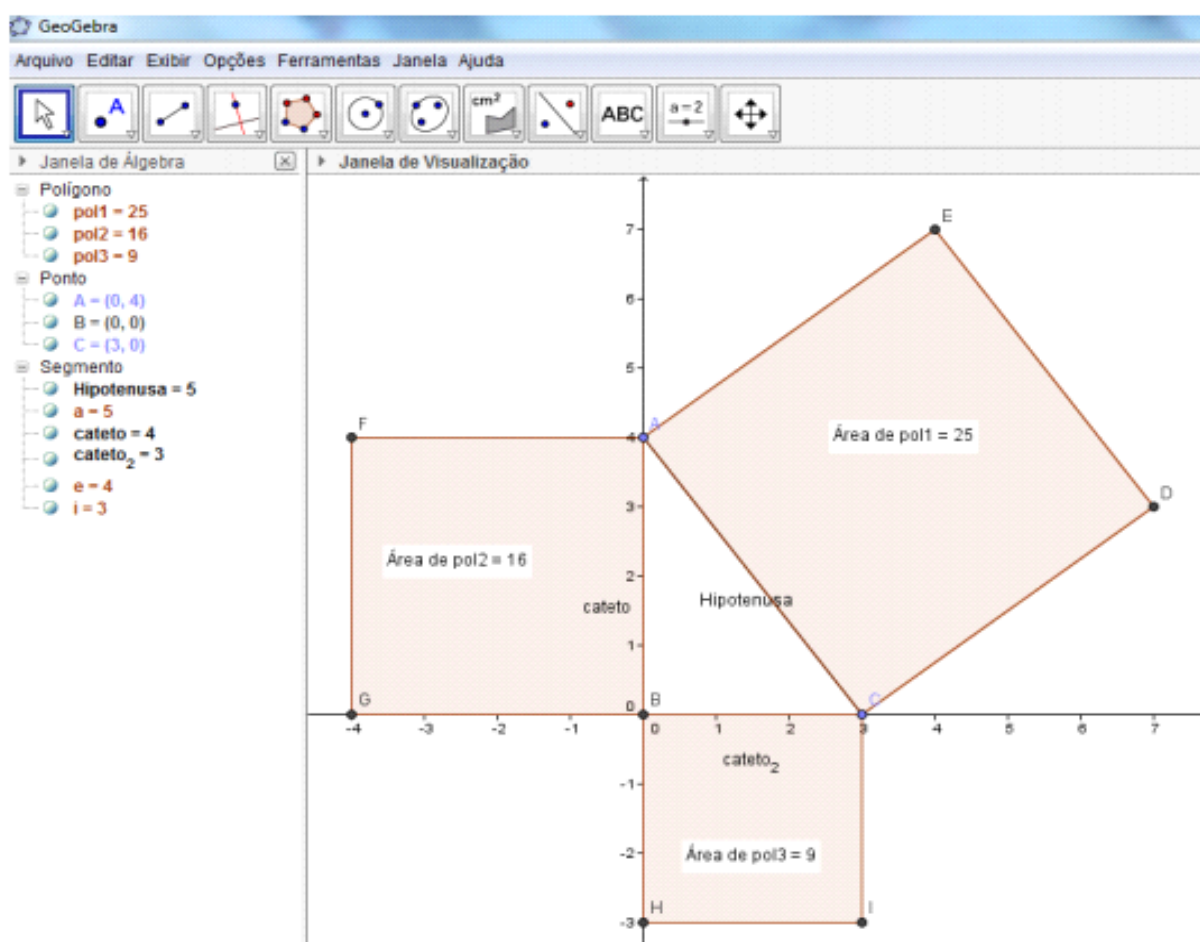 GeoGebra
Arquivo Editar Exibir Opções Ferramentas Janela Ajuda
A cm² ABC a = 2
Janela de Álgebra
Janela de Visualização
Polígono
pol1 = 25
pol2 = 16
pol3 = 9
Ponto
A = (0, 4)
B = (0, 0)
C = (3, 0)
Segmento
Hipotenusa = 5
a = 5
cateto = 4
cateto₂ = 3
e = 4
i = 3
7
E
6
5
F
A
4
Área de pol1 = 25
3
D
Área de pol2 = 16
2
cateto
Hipotenusa
1
G
0
B
C
-4 -3 -2 -1 0 1 2 3 4 5 6 7
cateto₂
-1
-2
Área de pol3 = 9
H
I
-3